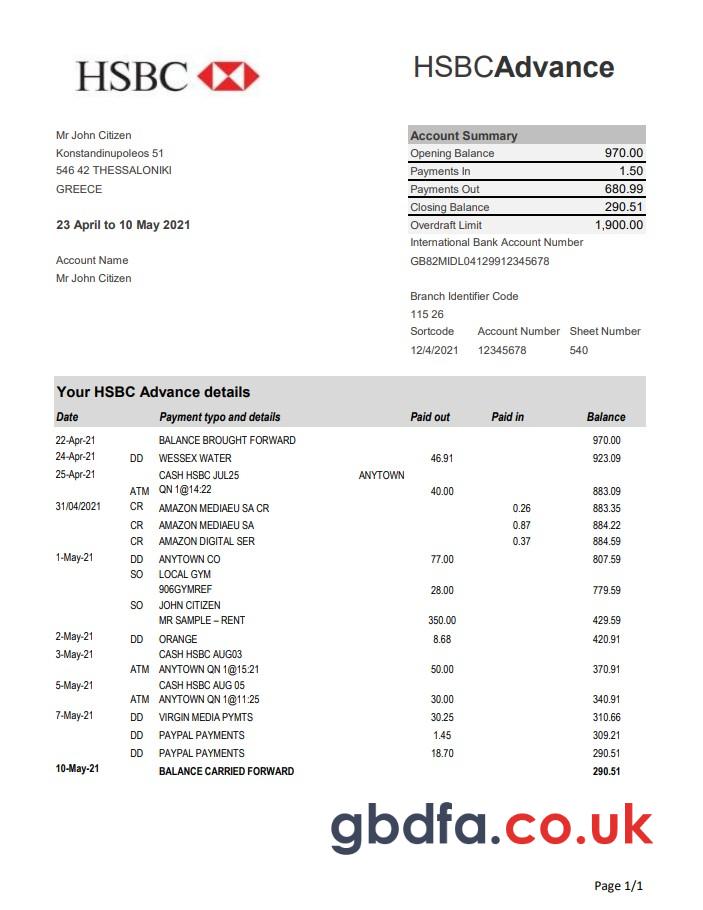 HSBC
HSBCAdvance
Mr John Citizen
Konstandinupoleos 51
546 42 THESSALONIKI
GREECE
23 April to 10 May 2021
Account Name
Mr John Citizen
Account Summary
Opening Balance 970.00
Payments In 1.50
Payments Out 680.99
Closing Balance 290.51
Overdraft Limit 1,900.00
International Bank Account Number
GB82MIDL04129912345678
Branch Identifier Code
115 26
Sortcode Account Number Sheet Number
12/4/2021 12345678 540
Your HSBC Advance details
Date Payment typo and details Paid out Paid in Balance
22-Apr-21 BALANCE BROUGHT FORWARD 970.00
24-Apr-21 DD WESSEX WATER 46.91 923.09
25-Apr-21 CASH HSBC JUL25 ANYTOWN
ATM QN 1@14:22 40.00 883.09
31/04/2021 CR AMAZON MEDIAEU SA CR 0.26 883.35
CR AMAZON MEDIAEU SA 0.87 884.22
CR AMAZON DIGITAL SER 0.37 884.59
1-May-21 DD ANYTOWN CO 77.00 807.59
SO LOCAL GYM
906GYMREF 28.00 779.59
SO JOHN CITIZEN
MR SAMPLE – RENT 350.00 429.59
2-May-21 DD ORANGE 8.68 420.91
3-May-21 CASH HSBC AUG03
ATM ANYTOWN QN 1@15:21 50.00 370.91
5-May-21 CASH HSBC AUG 05
ATM ANYTOWN QN 1@11:25 30.00 340.91
7-May-21 DD VIRGIN MEDIA PYMTS 30.25 310.66
DD PAYPAL PAYMENTS 1.45 309.21
DD PAYPAL PAYMENTS 18.70 290.51
10-May-21 BALANCE CARRIED FORWARD 290.51
gbdfa.co.uk
Page 1/1